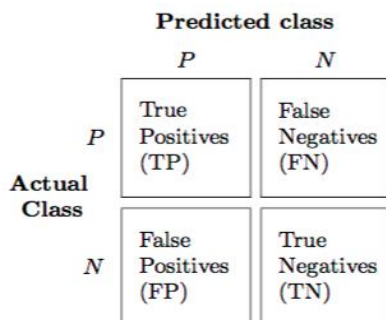 Predicted class
P N
P
True
Positives
(TP)
False
Negatives
(FN)
Actual
Class
N
False
Positives
(FP)
True
Negatives
(TN)